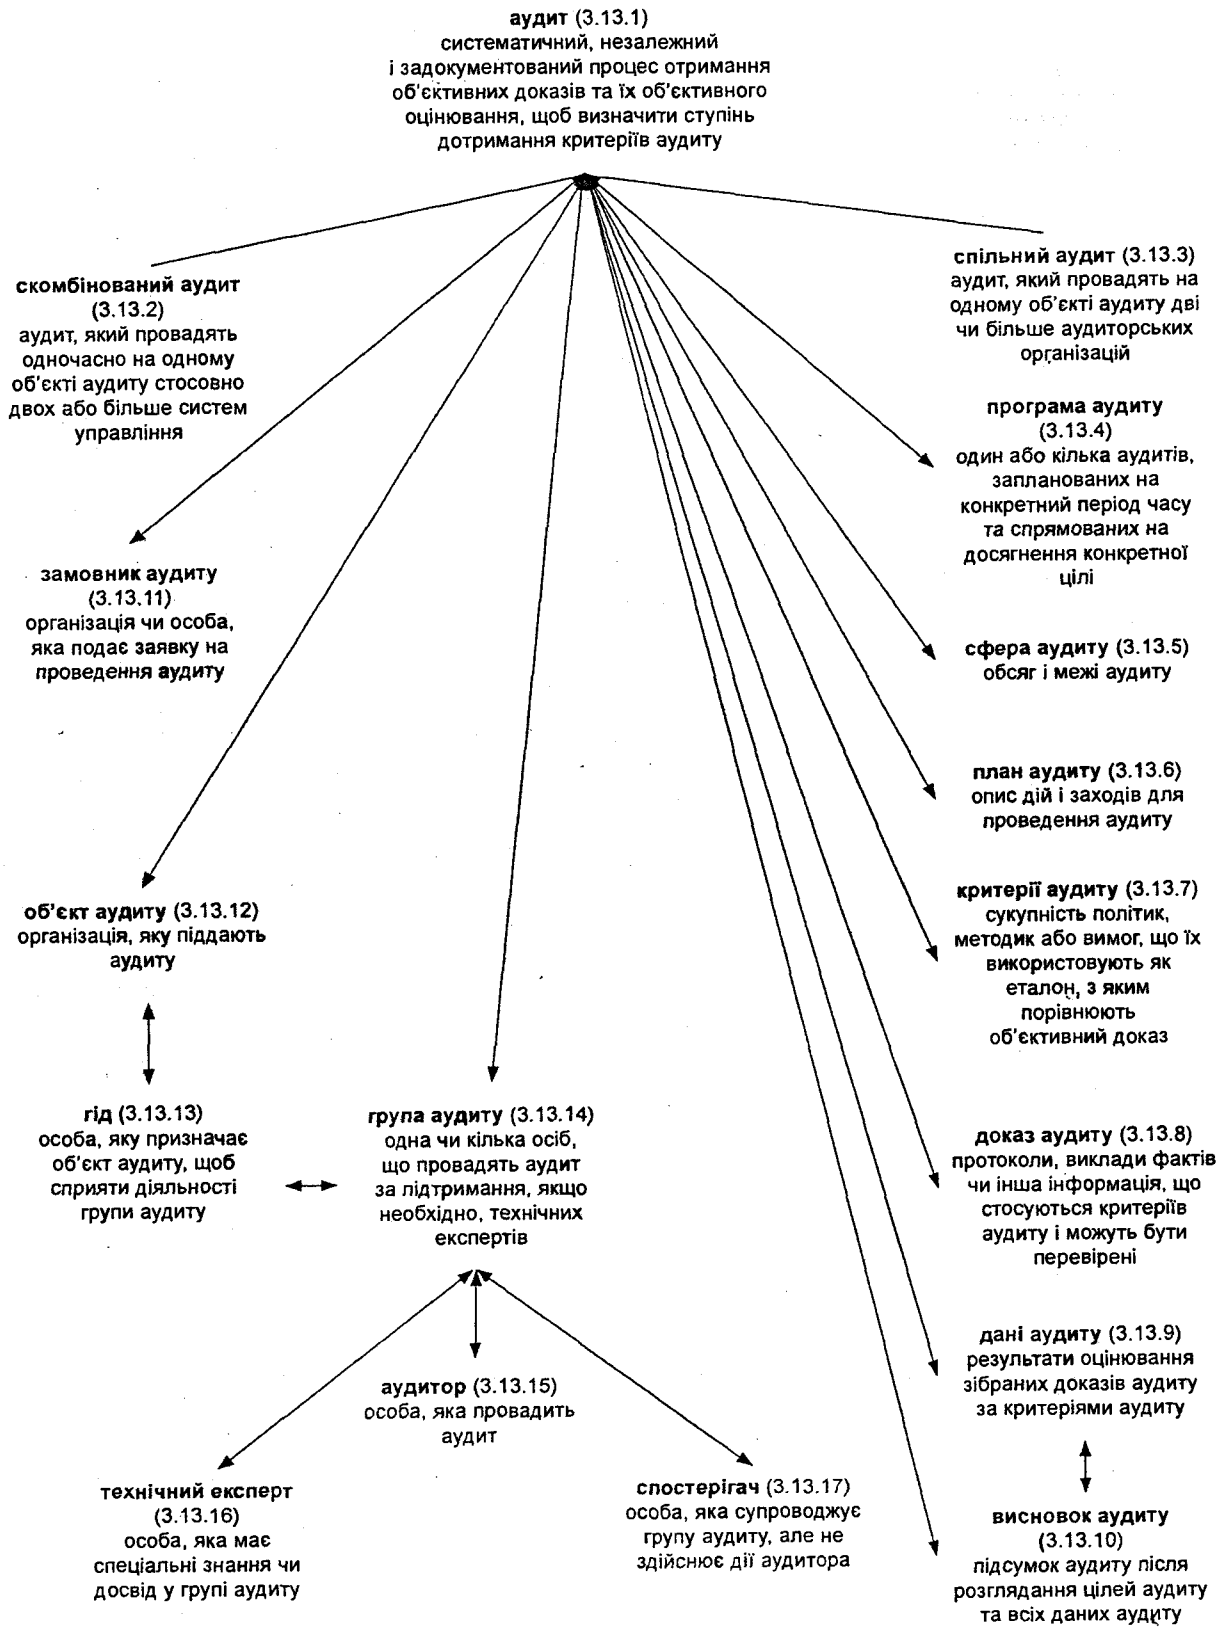 аудит (3.13.1)
систематичний, незалежний
і задокументований процес отримання
об'єктивних доказів та їх об'єктивного
оцінювання, щоб визначити ступінь
дотримання критеріїв аудиту
скомбінований аудит
(3.13.2)
аудит, який провадять
одночасно на одному
об'єкті аудиту стосовно
двох або більше систем
управління
спільний аудит (3.13.3)
аудит, який провадять на
одному об'єкті аудиту дві
чи більше аудиторських
організацій
програма аудиту
(3.13.4)
один або кілька аудитів,
запланованих на
конкретний період часу
та спрямованих на
досягнення конкретної
цілі
замовник аудиту
(3.13.11)
організація чи особа,
яка подає заявку на
проведення аудиту
сфера аудиту (3.13.5)
обсяг і межі аудиту
план аудиту (3.13.6)
опис дій і заходів для
проведення аудиту
об'єкт аудиту (3.13.12)
організація, яку піддають
аудиту
критерії аудиту (3.13.7)
сукупність політик,
методик або вимог, що їх
використовують як
еталон, з яким
порівнюють
об'єктивний доказ
гід (3.13.13)
особа, яку призначає
об'єкт аудиту, щоб
сприяти діяльності
групи аудиту
група аудиту (3.13.14)
одна чи кілька осіб,
що провадять аудит
за підтримання, якщо
необхідно, технічних
експертів
доказ аудиту (3.13.8)
протоколи, виклади фактів
чи інша інформація, що
стосуються критеріїв
аудиту і можуть бути
перевірені
дані аудиту (3.13.9)
результати оцінювання
зібраних доказів аудиту
за критеріями аудиту
аудитор (3.13.15)
особа, яка провадить
аудит
технічний експерт
(3.13.16)
особа, яка має
спеціальні знання чи
досвід у групі аудиту
спостерігач (3.13.17)
особа, яка супроводжує
групу аудиту, але не
здійснює дії аудитора
висновок аудиту
(3.13.10)
підсумок аудиту після
розглядання цілей аудиту
та всіх даних аудиту